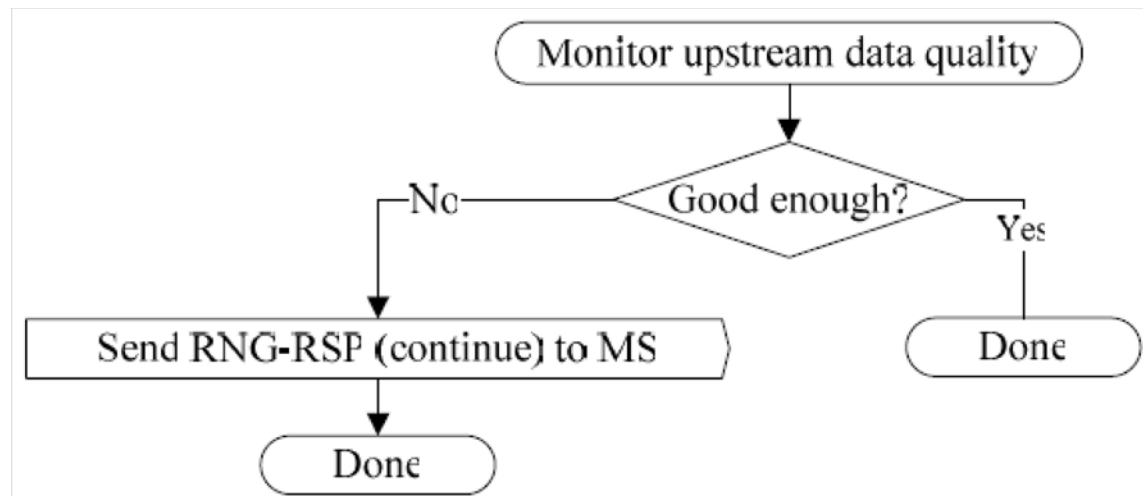 Monitor upstream data quality
Good enough?
No
Yes
Send RNG-RSP (continue) to MS
Done
Done